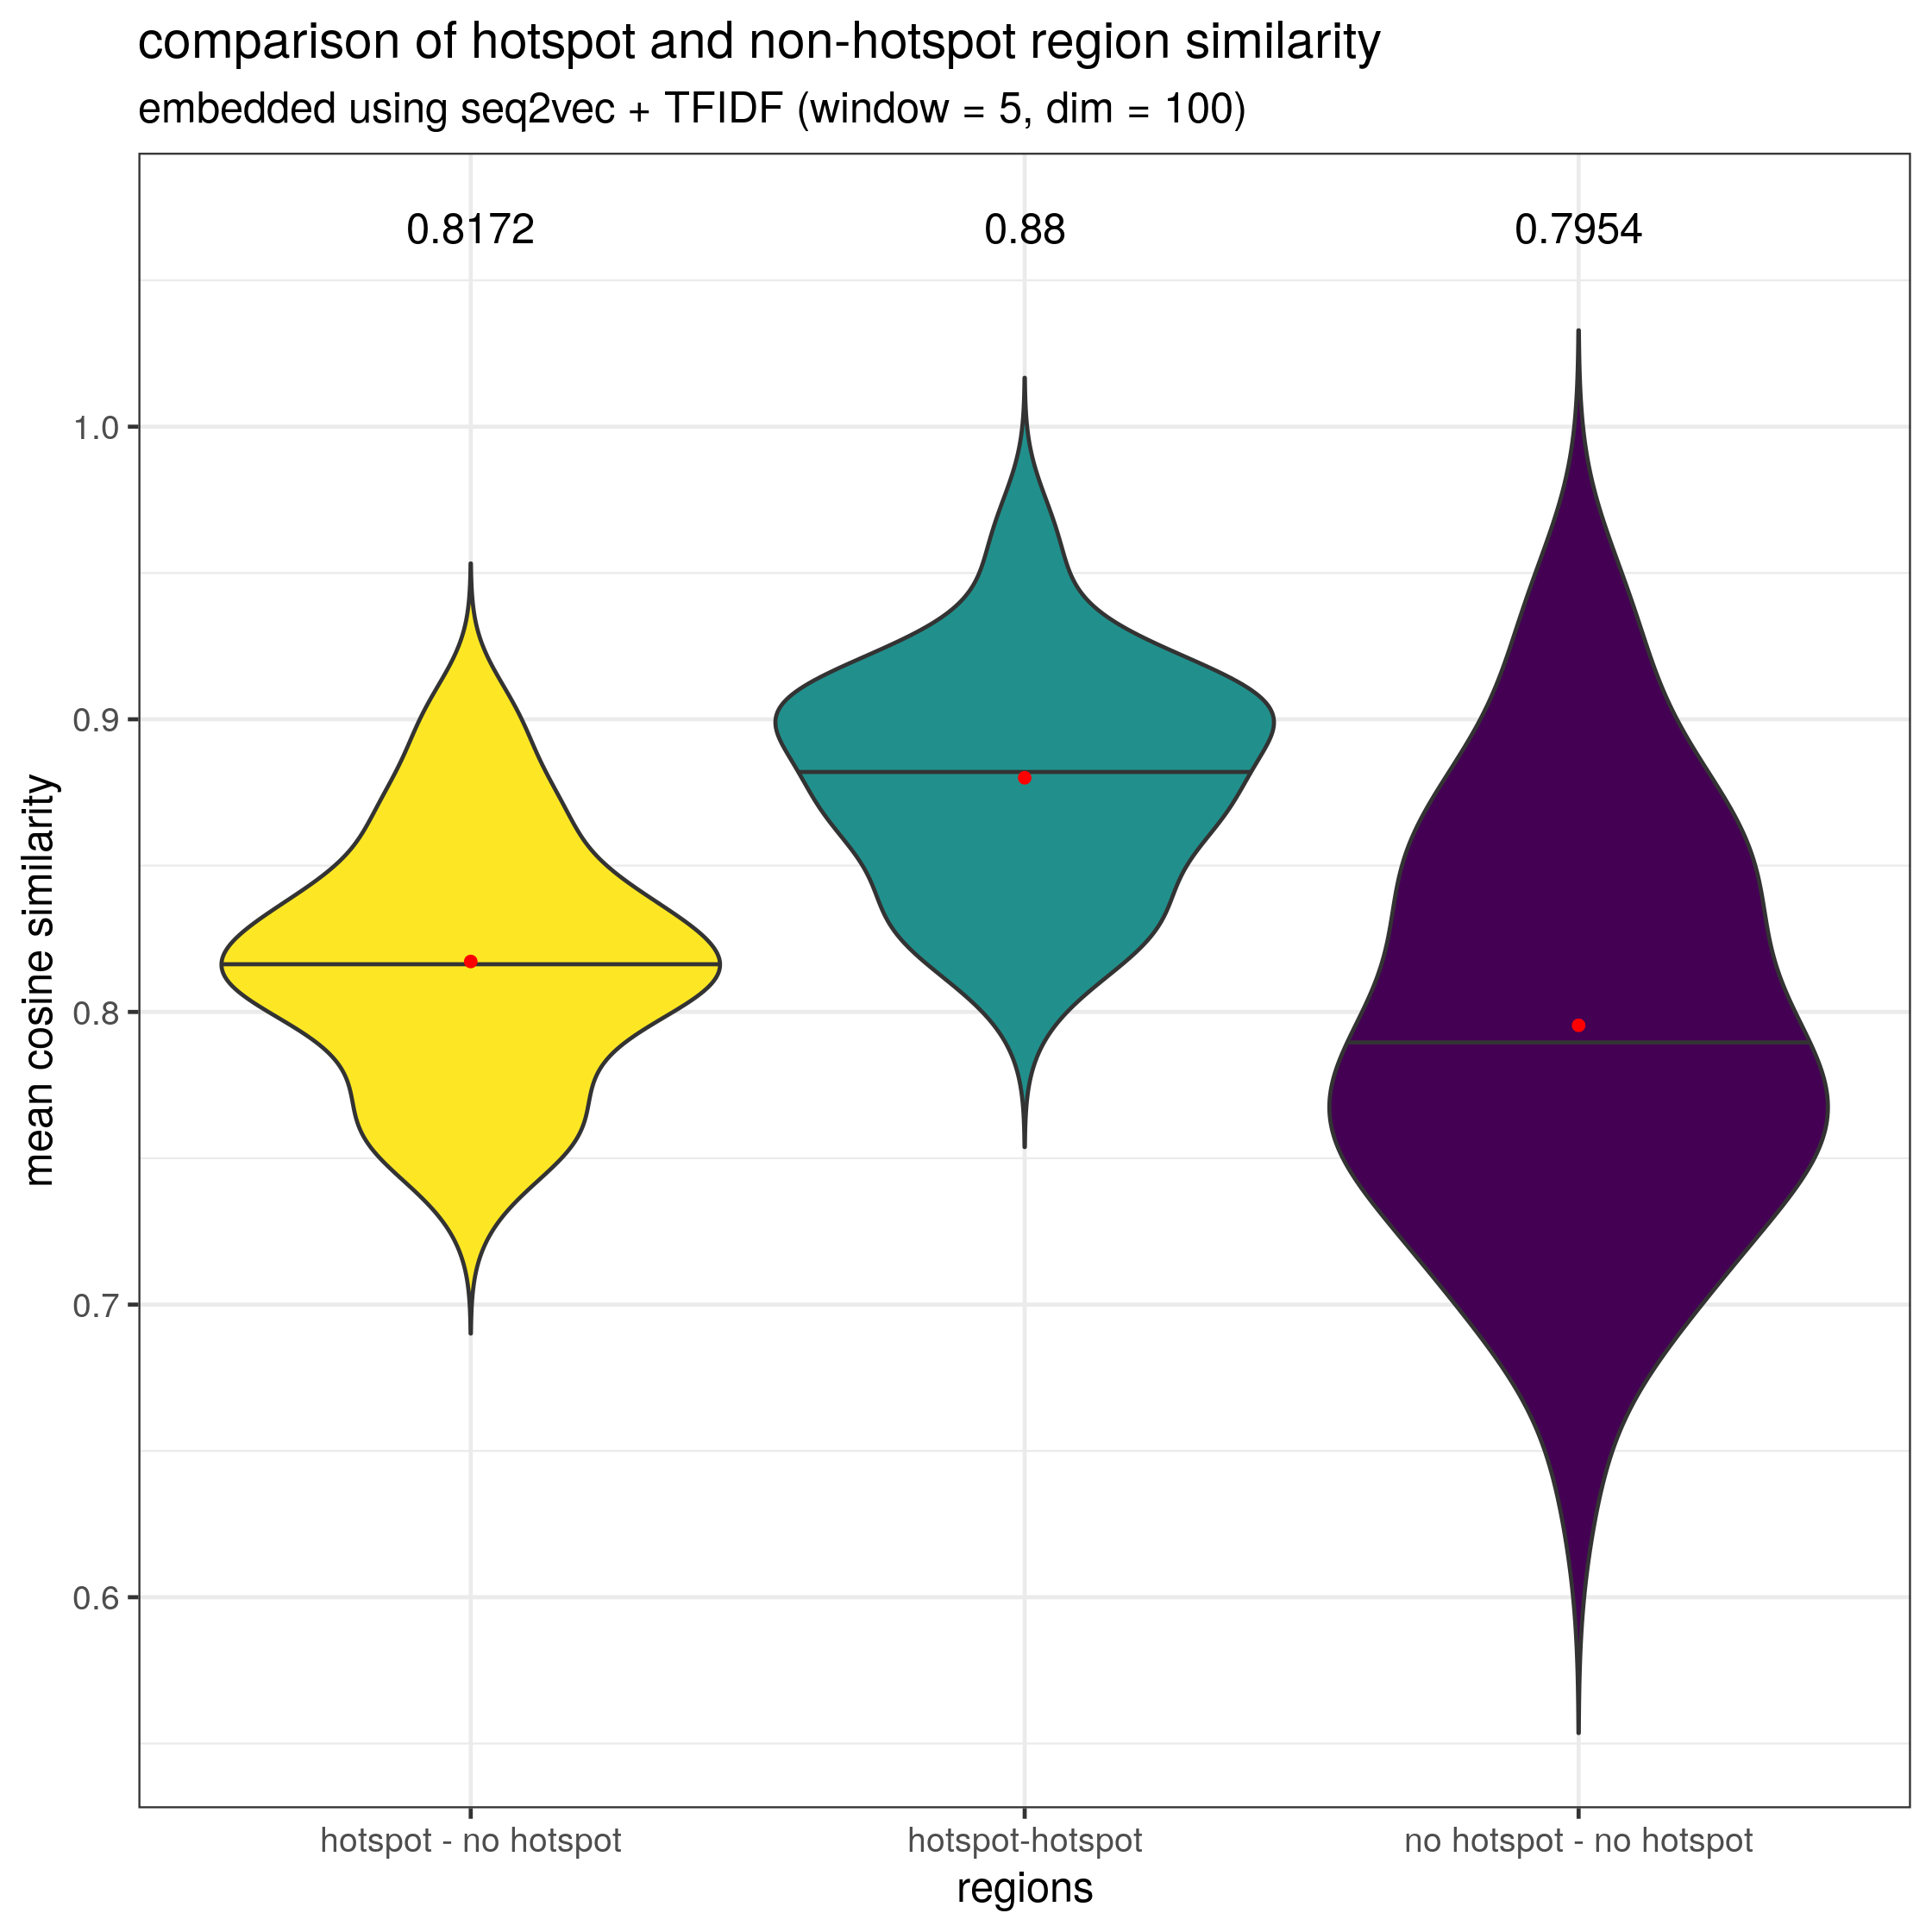 comparison of hotspot and non-hotspot region similarity
embedded using seq2vec + TFIDF (window = 5, dim = 100)
0.8172 0.88 0.7954
1.0
0.9
0.8
0.7
0.6
mean cosine similarity
hotspot - no hotspot hotspot-hotspot no hotspot - no hotspot
regions